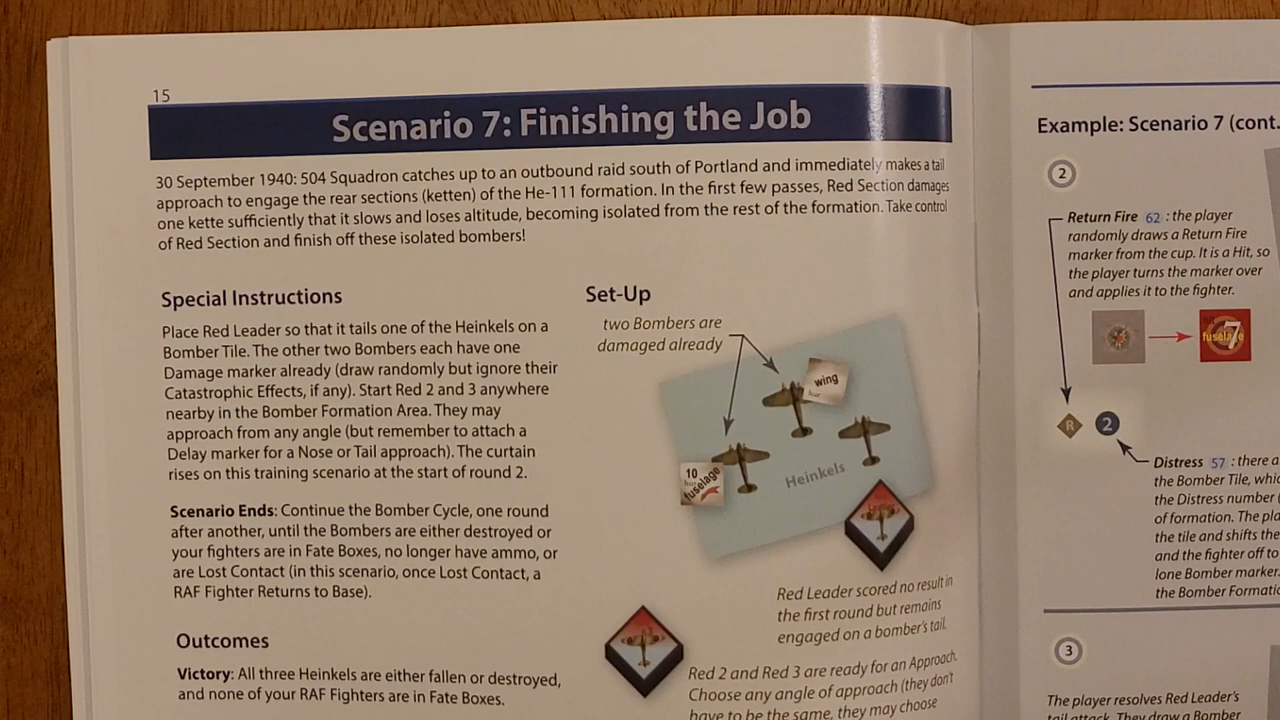 15
Scenario 7: Finishing the Job
30 September 1940: 504 Squadron catches up to an outbound raid south of Portland and immediately makes a tail
approach to engage the rear sections (ketten) of the He-111 formation. In the first few passes, Red Section damages
one kette sufficiently that it slows and loses altitude, becoming isolated from the rest of the formation. Take control
of Red Section and finish off these isolated bombers!
Special Instructions
Place Red Leader so that it tails one of the Heinkels on a
Bomber Tile. The other two Bombers each have one
Damage marker already (draw randomly but ignore their
Catastrophic Effects, if any). Start Red 2 and 3 anywhere
nearby in the Bomber Formation Area. They may
approach from any angle (but remember to attach a
Delay marker for a Nose or Tail approach). The curtain
rises on this training scenario at the start of round 2.
Scenario Ends: Continue the Bomber Cycle, one round
after another, until the Bombers are either destroyed or
your fighters are in Fate Boxes, no longer have ammo, or
are Lost Contact (in this scenario, once Lost Contact, a
RAF Fighter Returns to Base).
Outcomes
Victory: All three Heinkels are either fallen or destroyed,
and none of your RAF Fighters are in Fate Boxes.
Set-Up
two Bombers are
damaged already
wing
hur
10
hur
fuselage
Heinkels
Red Leader scored no result in
the first round but remains
engaged on a bomber's tail.
Red 2 and Red 3 are ready for an Approach.
Choose any angle of approach (they don't
have to be the same, they may choose
Example: Scenario 7 (cont.
2
Return Fire 62 : the player
randomly draws a Return Fire
marker from the cup. It is a Hit, so
the player turns the marker over
and applies it to the fighter.
7
fuselage
R
2
Distress 57 : there a
the Bomber Tile, whi
the Distress number
of formation. The pla
the tile and shifts the
and the fighter off to
lone Bomber marker.
the Bomber Formatio
3
The player resolves Red Leader's
tail attack. They draw a Bomber